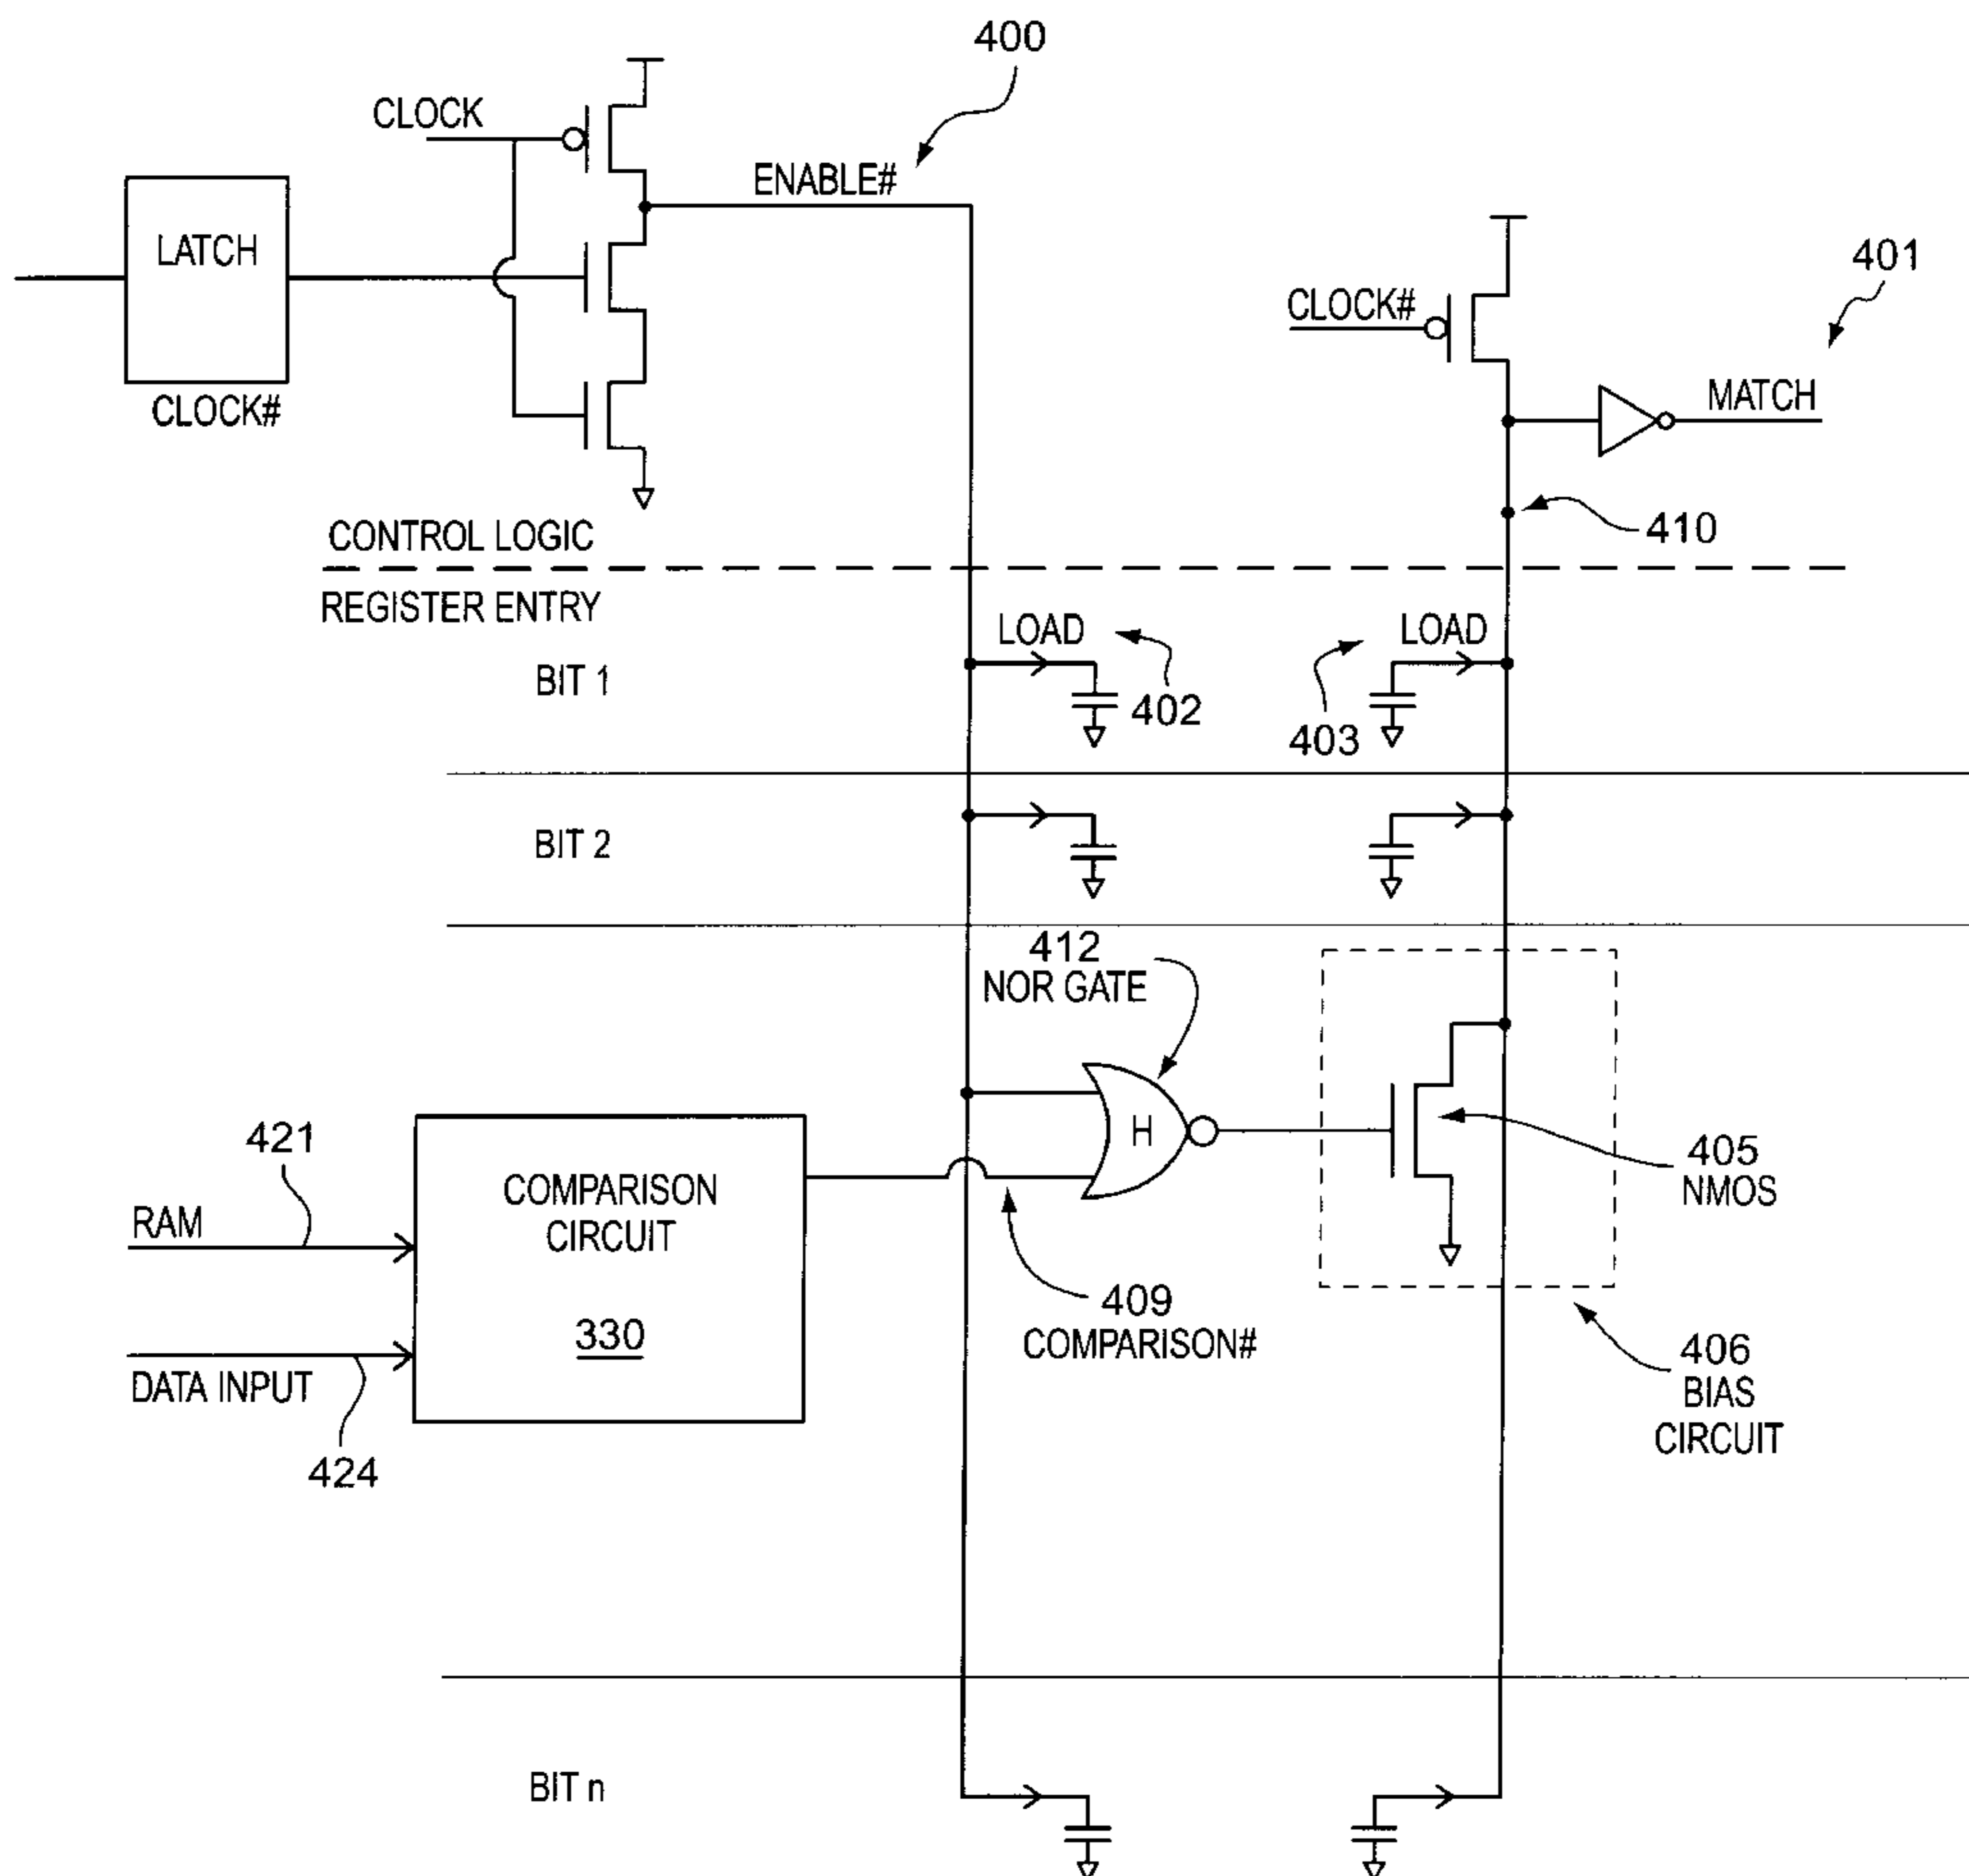 400
CLOCK
ENABLE#
LATCH
CLOCK#
401
CLOCK#
MATCH
410
CONTROL LOGIC
REGISTER ENTRY
LOAD
LOAD
BIT 1
402
403
BIT 2
412
NOR GATE
H
421
RAM
COMPARISON
CIRCUIT
330
405
NMOS
409
COMPARISON#
DATA INPUT
424
406
BIAS
CIRCUIT
BIT n